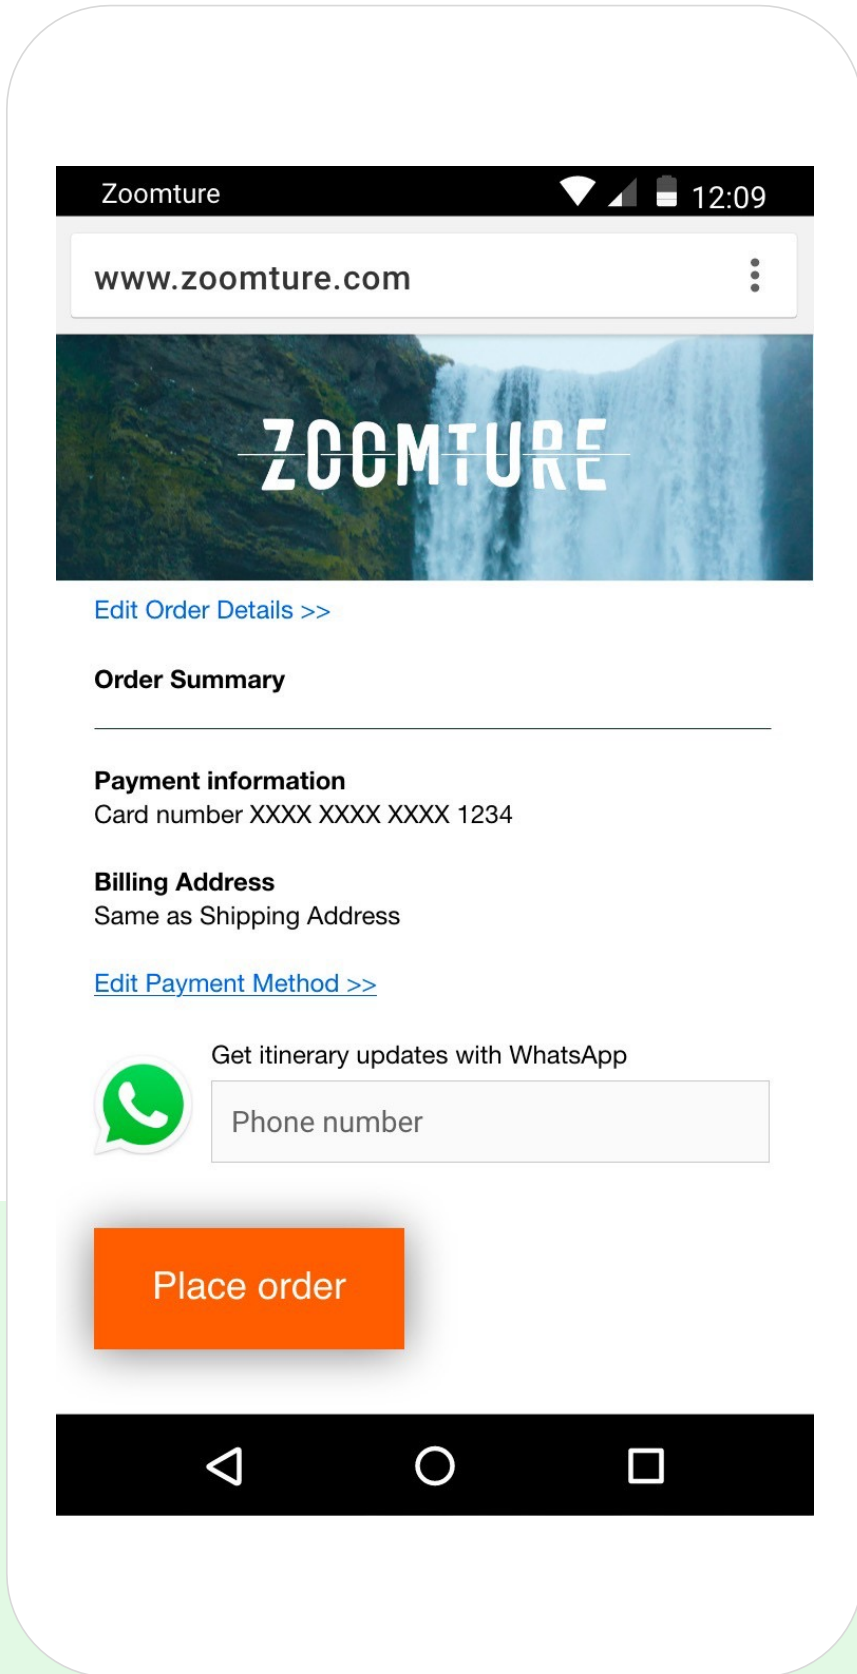 Zoomture
12:09
www.zoomture.com
ZOOMTURE
Edit Order Details >>
Order Summary
Payment information
Card number XXXX XXXX XXXX 1234
Billing Address
Same as Shipping Address
Edit Payment Method >>
Get itinerary updates with WhatsApp
Phone number
Place order